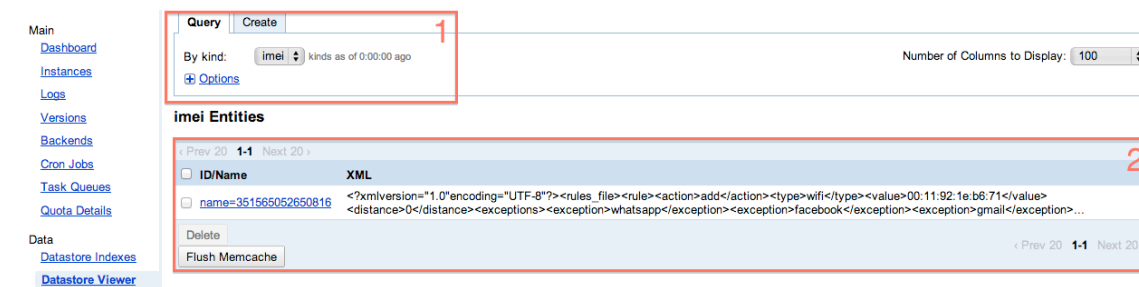 Main
Dashboard
Instances
Logs
Versions
Backends
Cron Jobs
Task Queues
Quota Details
Data
Datastore Indexes
Datastore Viewer
Query Create
1
By kind: imei kinds as of 0:00:00 ago
Options
Number of Columns to Display: 100
imei Entities
‹ Prev 20 1-1 Next 20 ›
2
ID/Name XML
name=351565052650816 <?xmlversion="1.0"encoding="UTF-8"?><rules_file><rule><action>add</action><type>wifi</type><value>00:11:92:1e:b6:71</value>
<distance>0</distance><exceptions><exception>whatsapp</exception><exception>facebook</exception><exception>gmail</exception>...
Delete
‹ Prev 20 1-1 Next 20
Flush Memcache